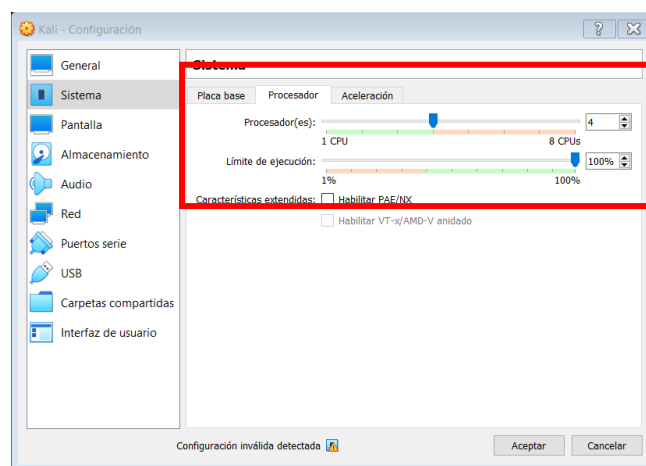 Kali - Configuración
General
Sistema
Pantalla
Almacenamiento
Audio
Red
Puertos serie
USB
Carpetas compartidas
Interfaz de usuario
Sistema
Placa base Procesador Aceleración
Procesador(es): 4
1 CPU 8 CPUs
Límite de ejecución: 100%
1% 100%
Características extendidas: Habilitar PAE/NX
Habilitar VT-x/AMD-V anidado
Configuración inválida detectada Aceptar Cancelar